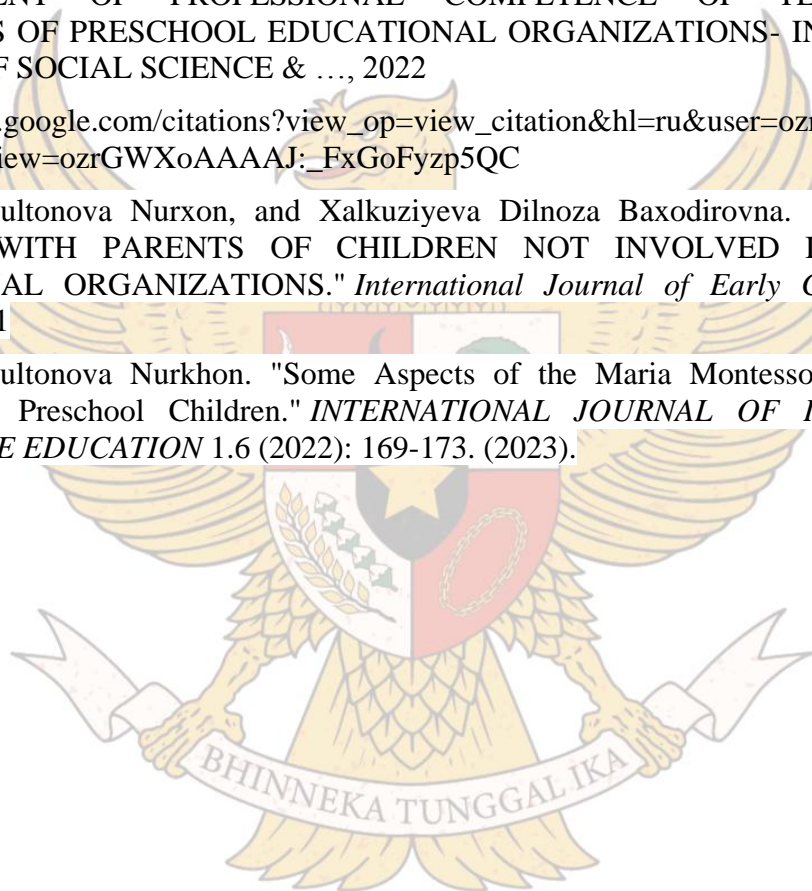 ENT OF PROFESSIONAL COMPETENCE OF
S OF PRESCHOOL EDUCATIONAL ORGANIZATIONS- IN
F SOCIAL SCIENCE & …, 2022
.google.com/citations?view_op=view_citation&hl=ru&user=ozr
iew=ozrGWXoAAAAJ:_FxGoFyzp5QC
ultonova Nurxon, and Xalkuziyeva Dilnoza Baxodirovna.
WITH PARENTS OF CHILDREN NOT INVOLVED
AL ORGANIZATIONS." International Journal of Early
1
ultonova Nurkhon. "Some Aspects of the Maria Montesso
Preschool Children." INTERNATIONAL JOURNAL OF
E EDUCATION 1.6 (2022): 169-173. (2023).
BHINNEKA TUNGGAL IKA